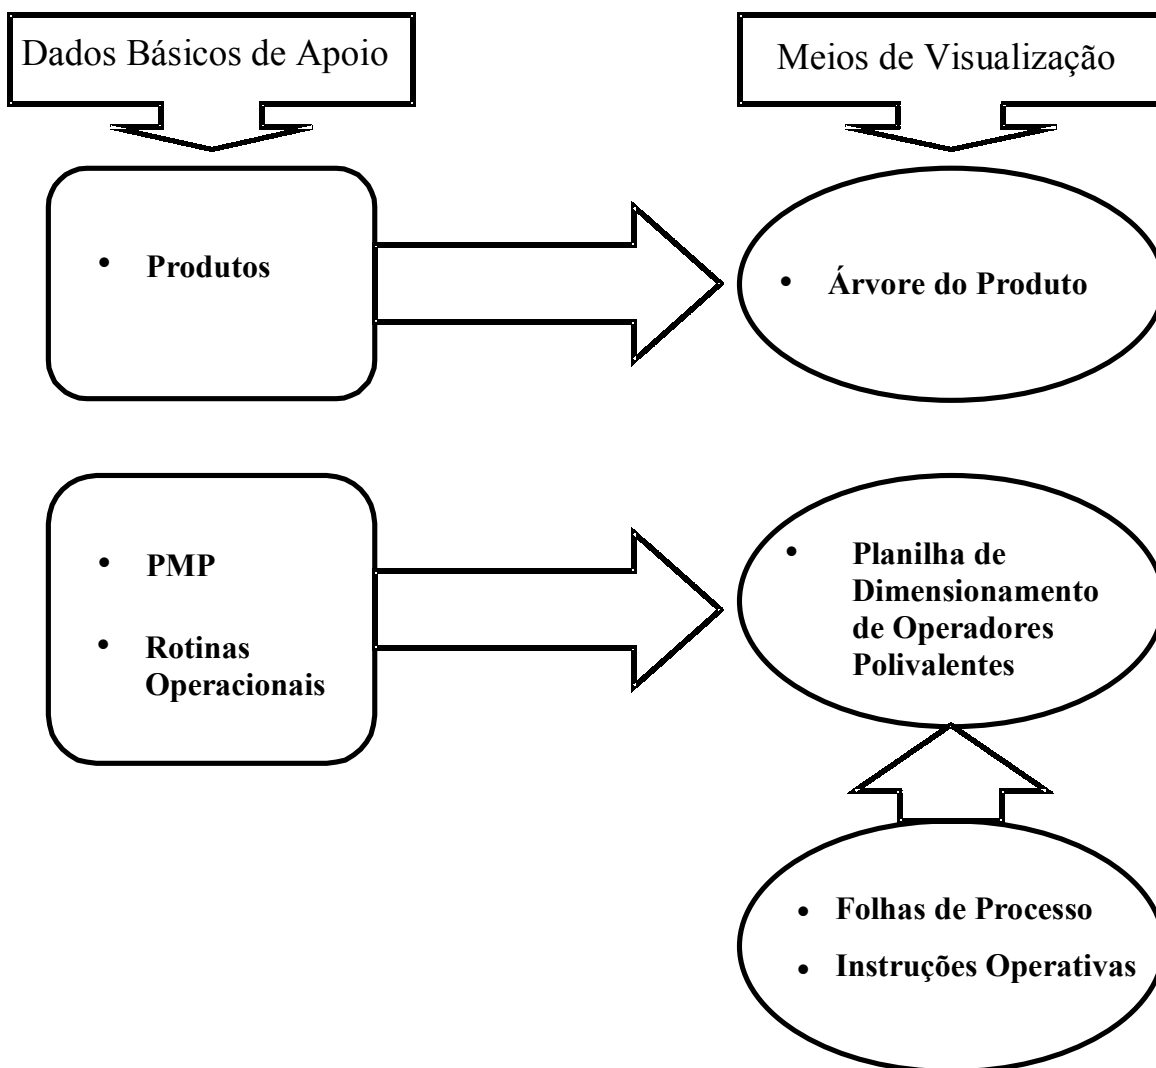 Dados Básicos de Apoio
Meios de Visualização
• Produtos
• Árvore do Produto
• PMP
• Rotinas
Operacionais
• Planilha de
Dimensionamento
de Operadores
Polivalentes
• Folhas de Processo
• Instruções Operativas